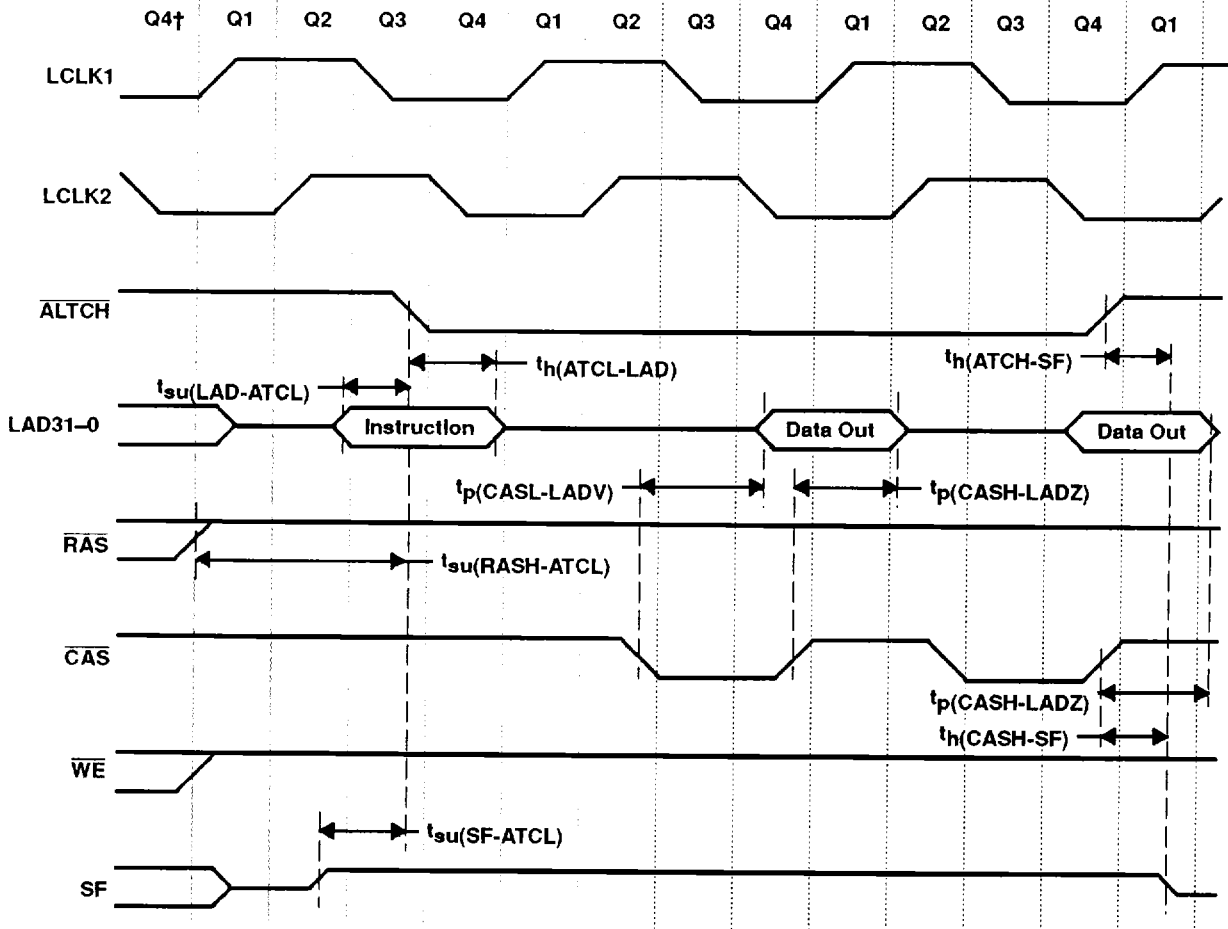 Q4† Q1 Q2 Q3 Q4 Q1 Q2 Q3 Q4 Q1 Q2 Q3 Q4 Q1
LCLK1
LCLK2
ALTCH
th(ATCL-LAD)
th(ATCH-SF)
tsu(LAD-ATCL)
LAD31–0
Instruction
Data Out
Data Out
tp(CASL-LADV)
tp(CASH-LADZ)
RAS
tsu(RASH-ATCL)
CAS
tp(CASH-LADZ)
th(CASH-SF)
WE
tsu(SF-ATCL)
SF